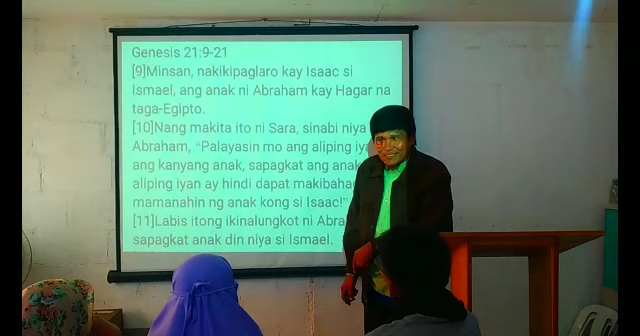 Genesis 21:9-21
[9]Minsan, nakikipaglaro kay Isaac si
Ismael, ang anak ni Abraham kay Hagar na
taga-Egipto.
[10]Nang makita ito ni Sara, sinabi niya
Abraham, "Palayasin mo ang aliping
ang kanyang anak, sapagkat ang anak
aliping iyan ay hindi dapat
mamanahin ng anak kong si Isaac!"
[11]Labis itong ikinalungkot ni
sapagkat anak din niya si Ismael.